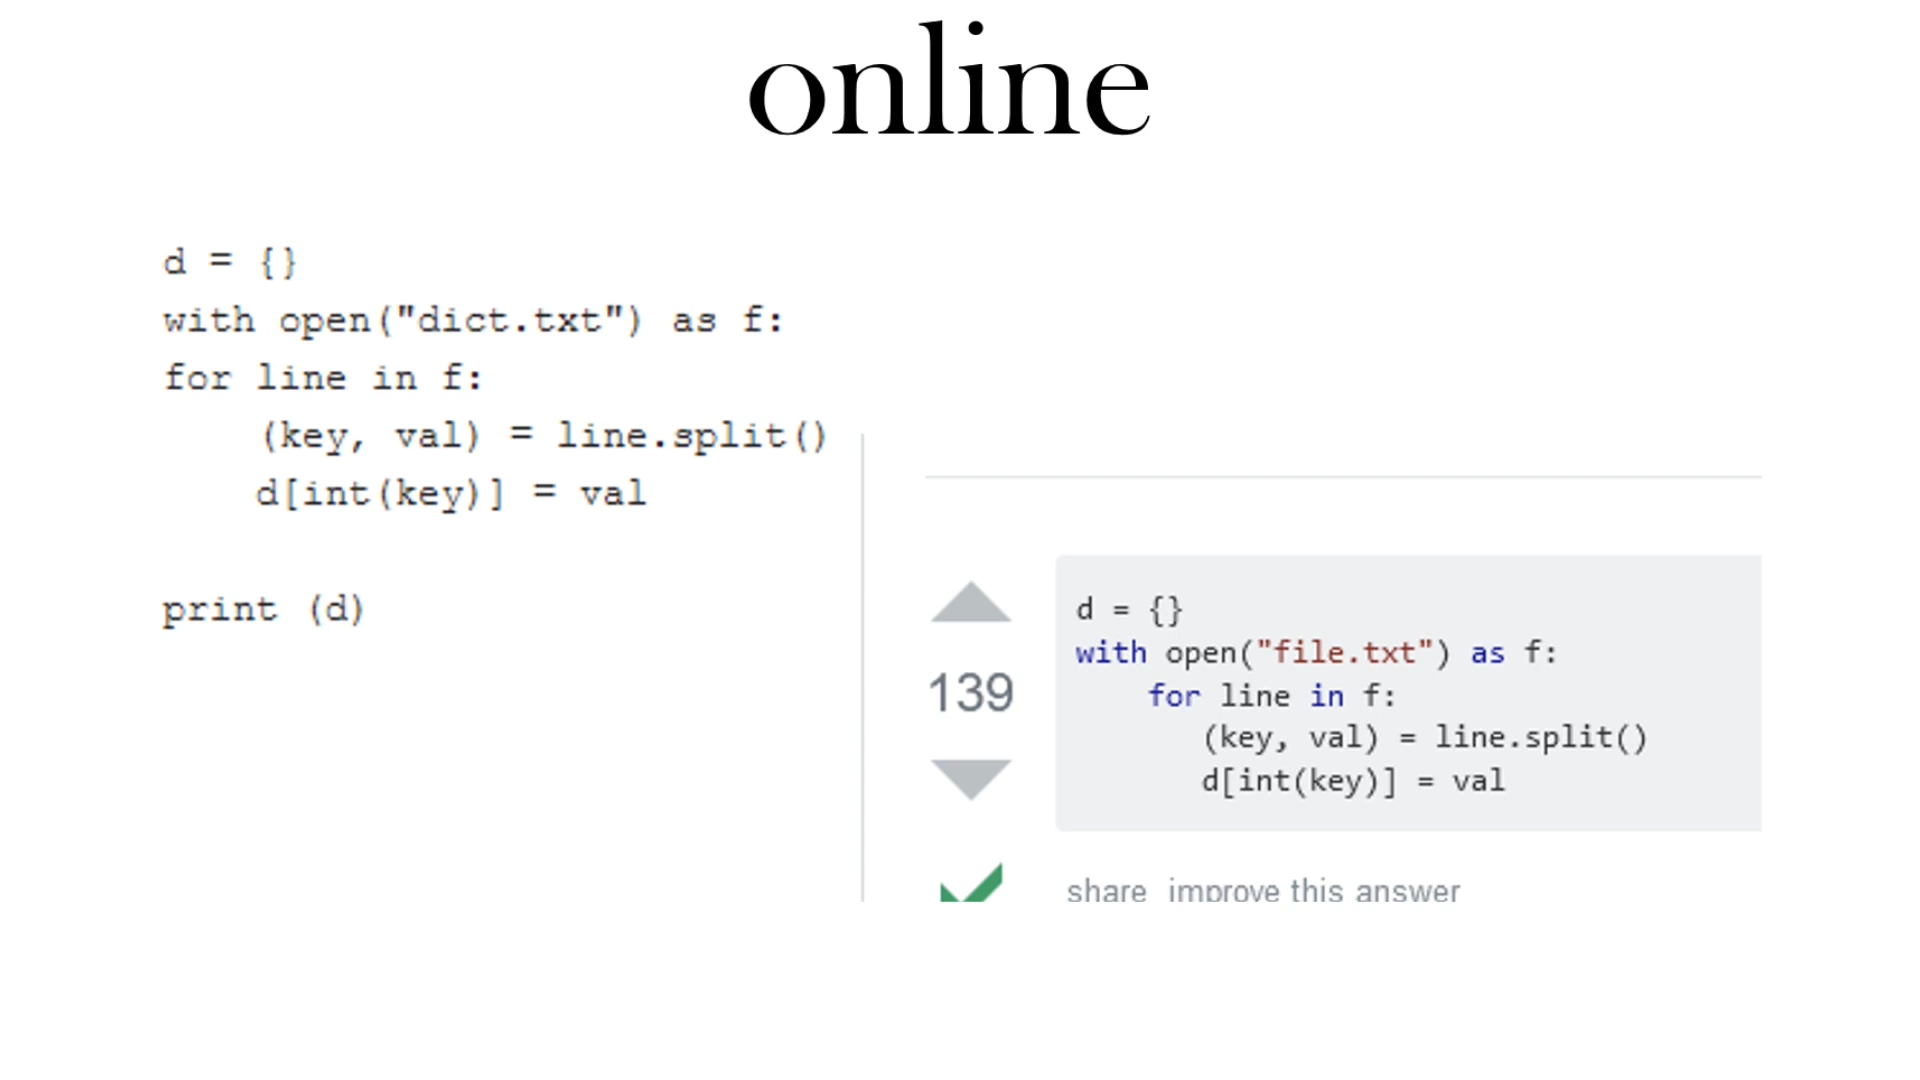 online
d = {}
with open("dict.txt") as f:
for line in f:
    (key, val) = line.split()
    d[int(key)] = val
print (d)
139
d = {}
with open("file.txt") as f:
    for line in f:
       (key, val) = line.split()
       d[int(key)] = val
share improve this answer